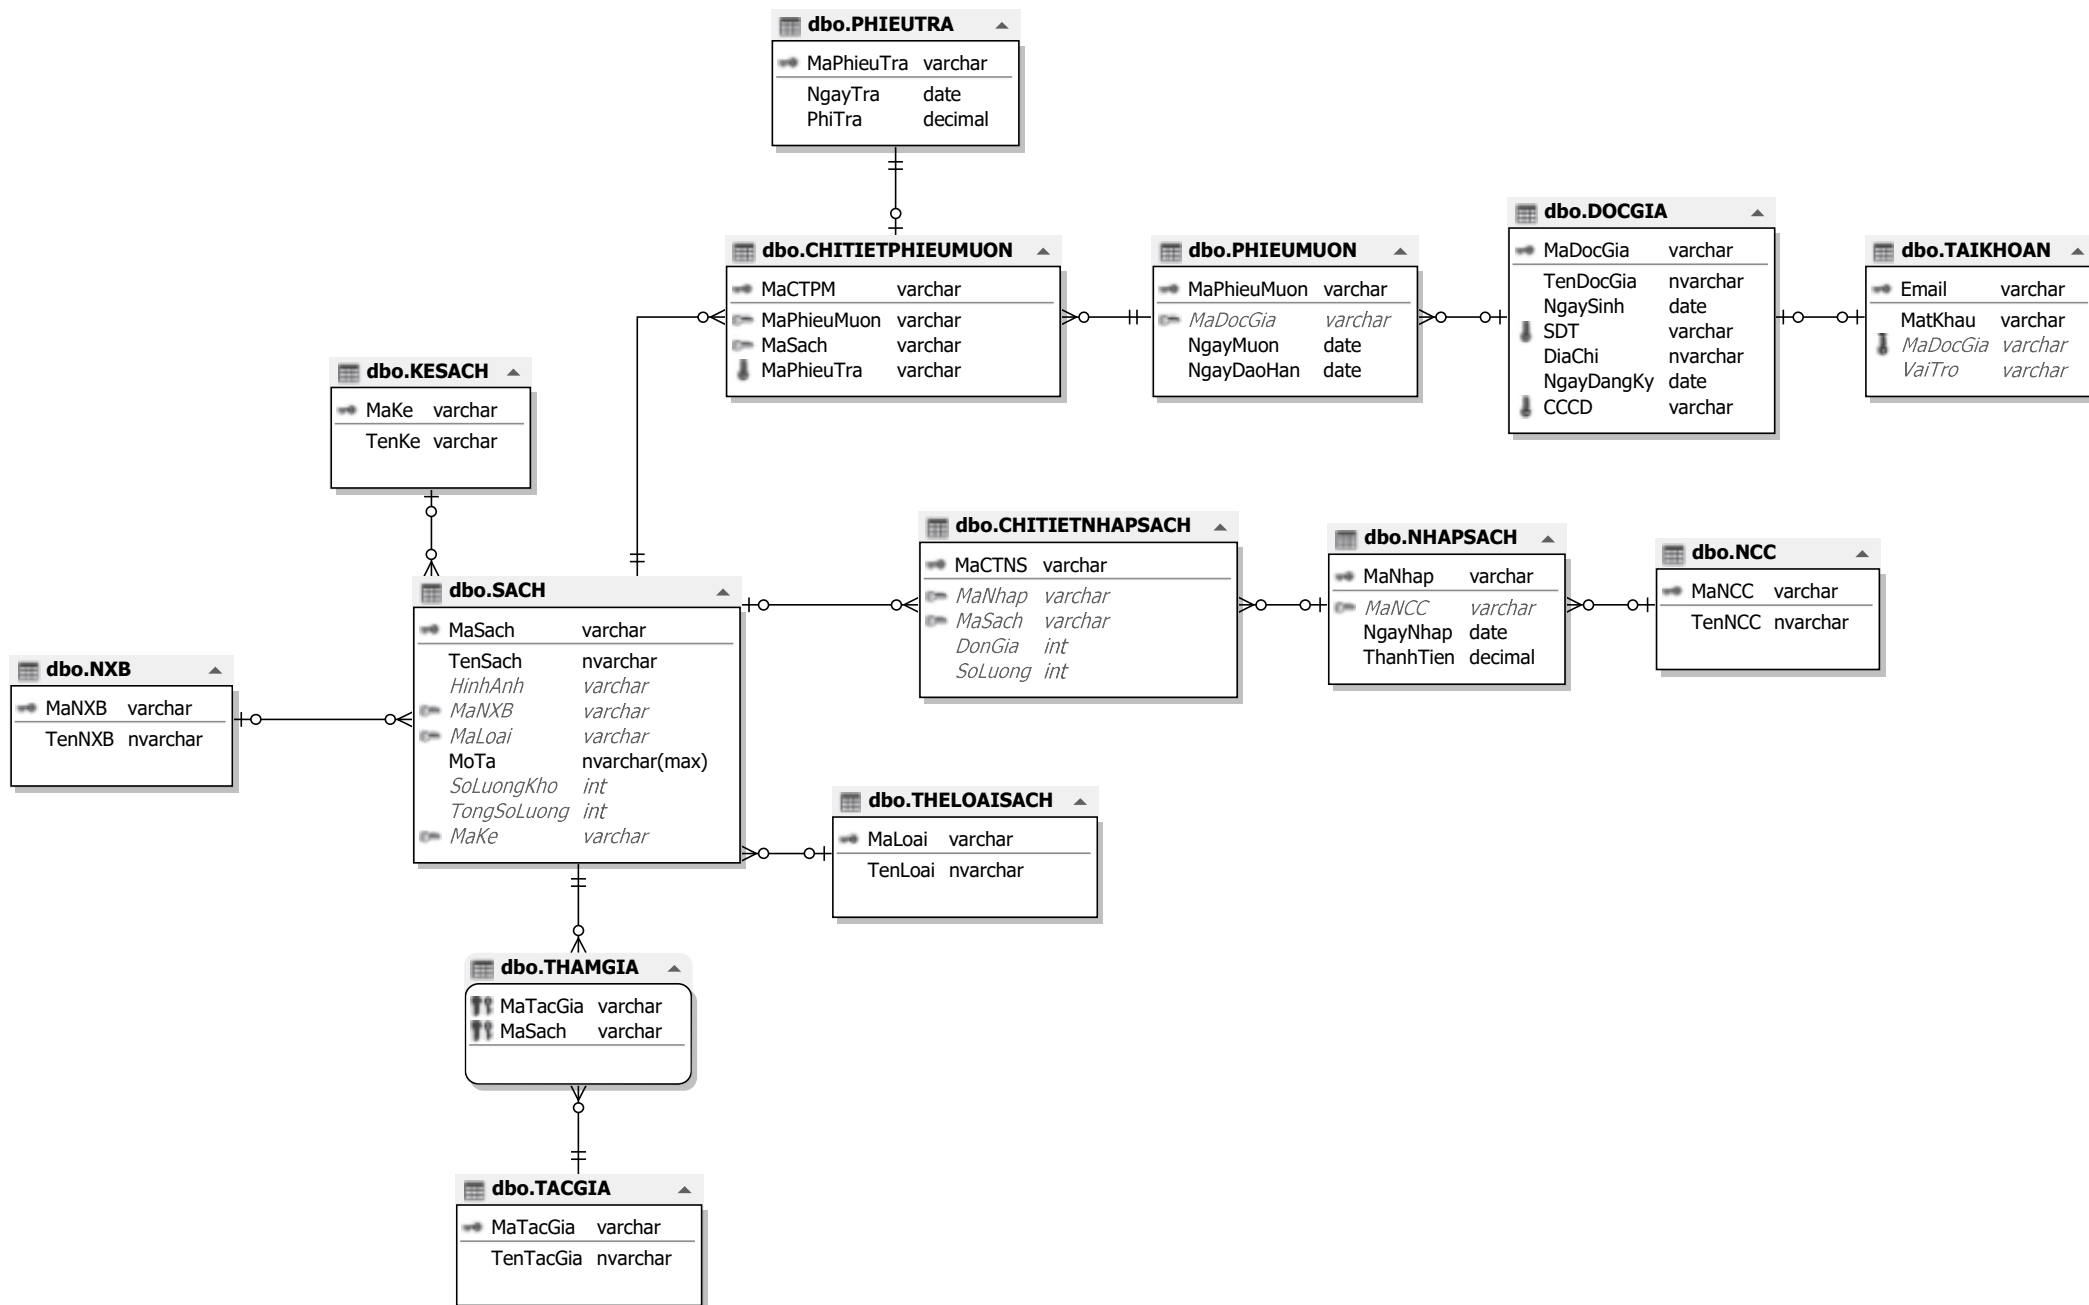 dbo.PHIEUTRA
MaPhieuTra varchar
NgayTra date
PhiTra decimal
dbo.CHITIETPHIEUMUON
MaCTPM varchar
MaPhieuMuon varchar
MaSach varchar
MaPhieuTra varchar
dbo.PHIEUMUON
MaPhieuMuon varchar
MaDocGia varchar
NgayMuon date
NgayDaoHan date
dbo.DOCGIA
MaDocGia varchar
TenDocGia nvarchar
NgaySinh date
SDT varchar
DiaChi nvarchar
NgayDangKy date
CCCD varchar
dbo.TAIKHOAN
Email varchar
MatKhau varchar
MaDocGia varchar
VaiTro varchar
dbo.KESACH
MaKe varchar
TenKe varchar
dbo.CHITIETNHAPSACH
MaCTNS varchar
MaNhap varchar
MaSach varchar
DonGia int
SoLuong int
dbo.NHAPSACH
MaNhap varchar
MaNCC varchar
NgayNhap date
ThanhTien decimal
dbo.NCC
MaNCC varchar
TenNCC nvarchar
dbo.SACH
MaSach varchar
TenSach nvarchar
HinhAnh varchar
MaNXB varchar
MaLoai varchar
MoTa nvarchar(max)
SoLuongKho int
TongSoLuong int
MaKe varchar
dbo.NXB
MaNXB varchar
TenNXB nvarchar
dbo.THELOAISACH
MaLoai varchar
TenLoai nvarchar
dbo.THAMGIA
MaTacGia varchar
MaSach varchar
dbo.TACGIA
MaTacGia varchar
TenTacGia nvarchar